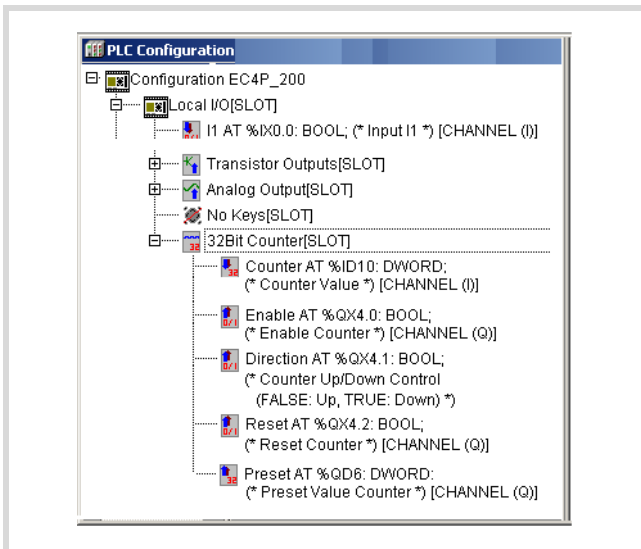 PLC Configuration
Configuration EC4P_200
Local I/O[SLOT]
I1 AT %IX0.0: BOOL; (* Input I1 *) [CHANNEL (I)]
Transistor Outputs[SLOT]
Analog Output[SLOT]
No Keys[SLOT]
32Bit Counter[SLOT]
Counter AT %ID10: DWORD;
(* Counter Value *) [CHANNEL (I)]
Enable AT %QX4.0: BOOL;
(* Enable Counter *) [CHANNEL (Q)]
Direction AT %QX4.1: BOOL;
(* Counter Up/Down Control
(FALSE: Up, TRUE: Down) *)
Reset AT %QX4.2: BOOL;
(* Reset Counter *) [CHANNEL (Q)]
Preset AT %QD6: DWORD:
(* Preset Value Counter *) [CHANNEL (Q)]